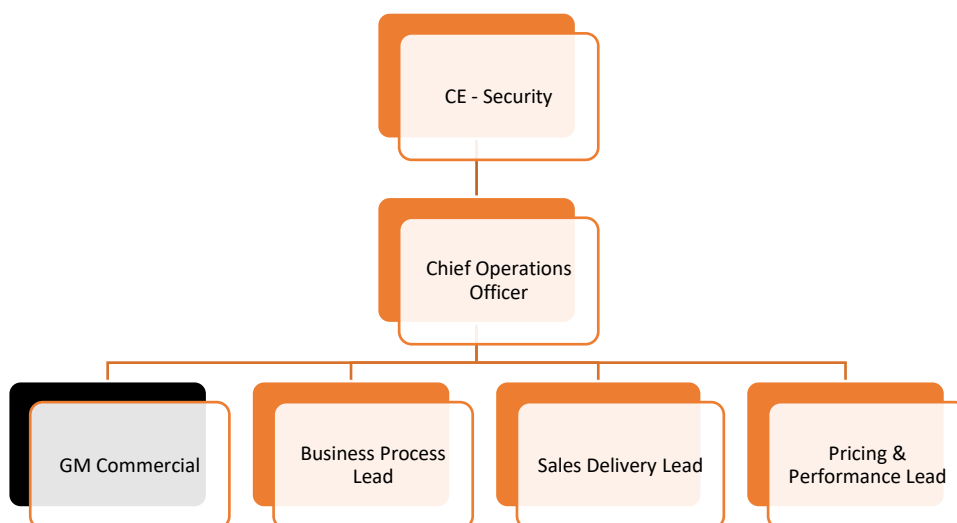 CE - Security
Chief Operations
Officer
GM Commercial
Business Process
Lead
Sales Delivery Lead
Pricing &
Performance Lead